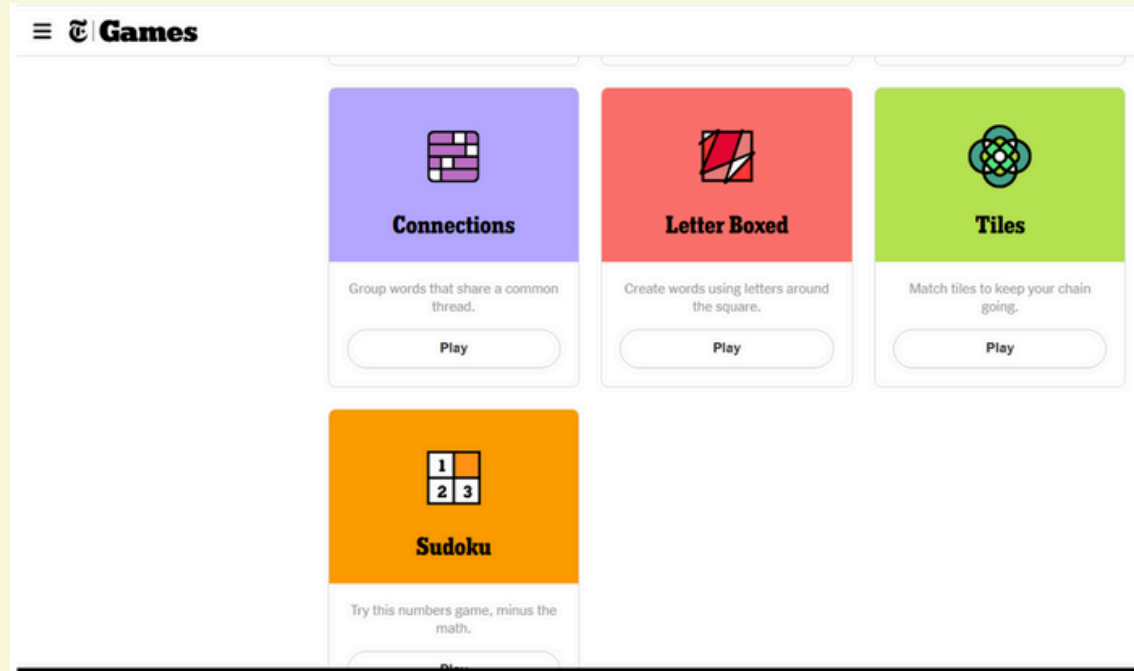 T Games
Connections
Letter Boxed
Tiles
Group words that share a common
thread.
Create words using letters around
the square.
Match tiles to keep your chain
going.
Play
Play
Play
1
2 3
Sudoku
Try this numbers game, minus the
math.
Play